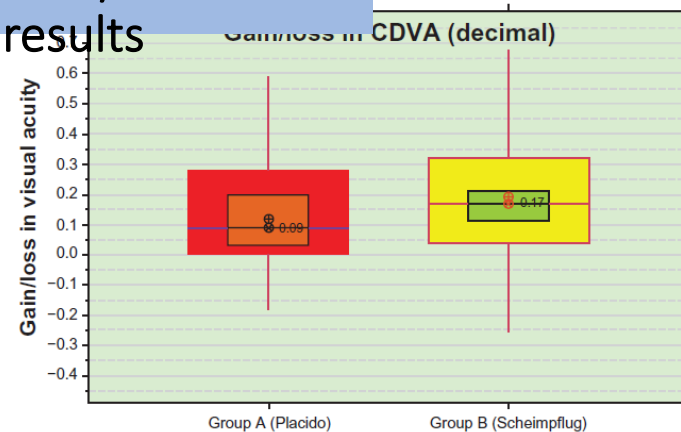 results
Gain/loss in CDVA (decimal)
Gain/loss in visual acuity
0.7
0.6
0.5
0.4
0.3
0.2
0.1
0.0
−0.1
−0.2
−0.3
−0.4
0.09
0.17
Group A (Placido)
Group B (Scheimpflug)